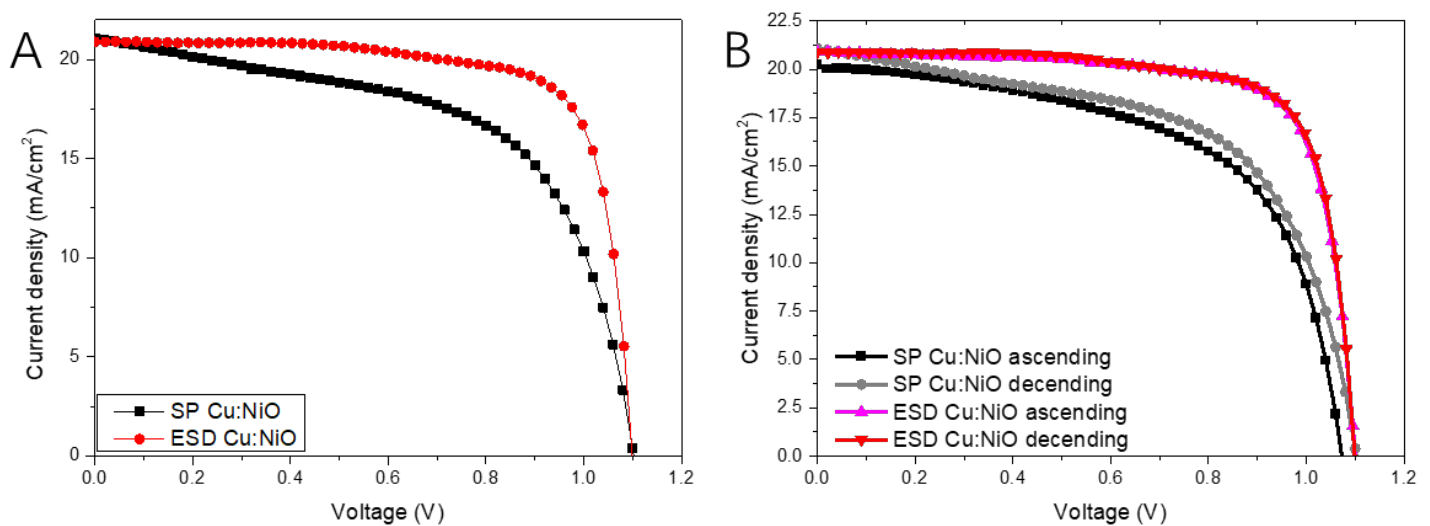 A
Current density (mA/cm²)
20
15
10
5
0
SP Cu:NiO
ESD Cu:NiO
0.0 0.2 0.4 0.6 0.8 1.0 1.2
Voltage (V)
B
Current density (mA/cm²)
22.5
20.0
17.5
15.0
12.5
10.0
7.5
5.0
2.5
0.0
SP Cu:NiO ascending
SP Cu:NiO decending
ESD Cu:NiO ascending
ESD Cu:NiO decending
0.0 0.2 0.4 0.6 0.8 1.0 1.2
Voltage (V)